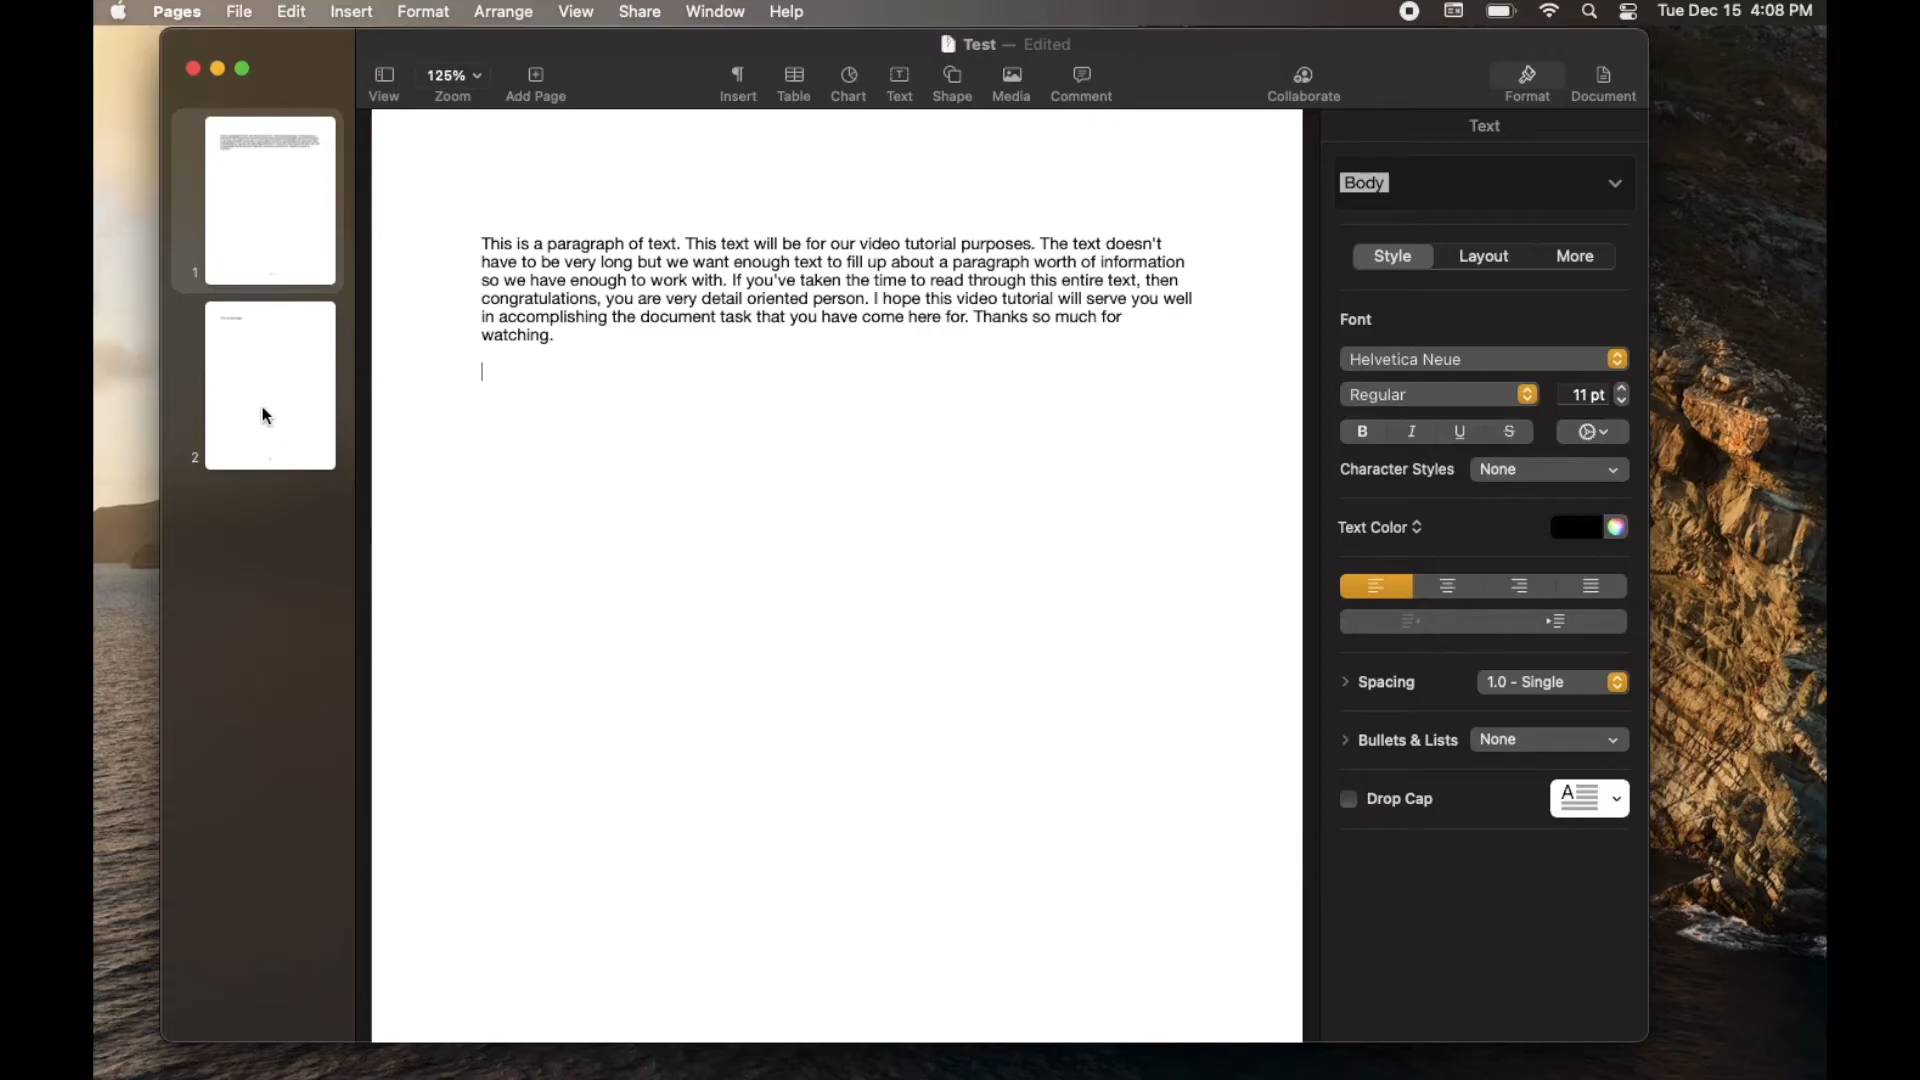 Pages File Edit Insert Format Arrange View Share Window Help
Tue Dec 15 4:08 PM
Test — Edited
125%
View Zoom Add Page Insert Table Chart Text Shape Media Comment Collaborate Format Document
1
2
This is a paragraph of text. This text will be for our video tutorial purposes. The text doesn't
have to be very long but we want enough text to fill up about a paragraph worth of information
so we have enough to work with. If you've taken the time to read through this entire text, then
congratulations, you are very detail oriented person. I hope this video tutorial will serve you well
in accomplishing the document task that you have come here for. Thanks so much for
watching.
Text
Body
Style Layout More
Font
Helvetica Neue
Regular 11 pt
B I U S
Character Styles None
Text Color
Spacing 1.0 - Single
Bullets & Lists None
Drop Cap A